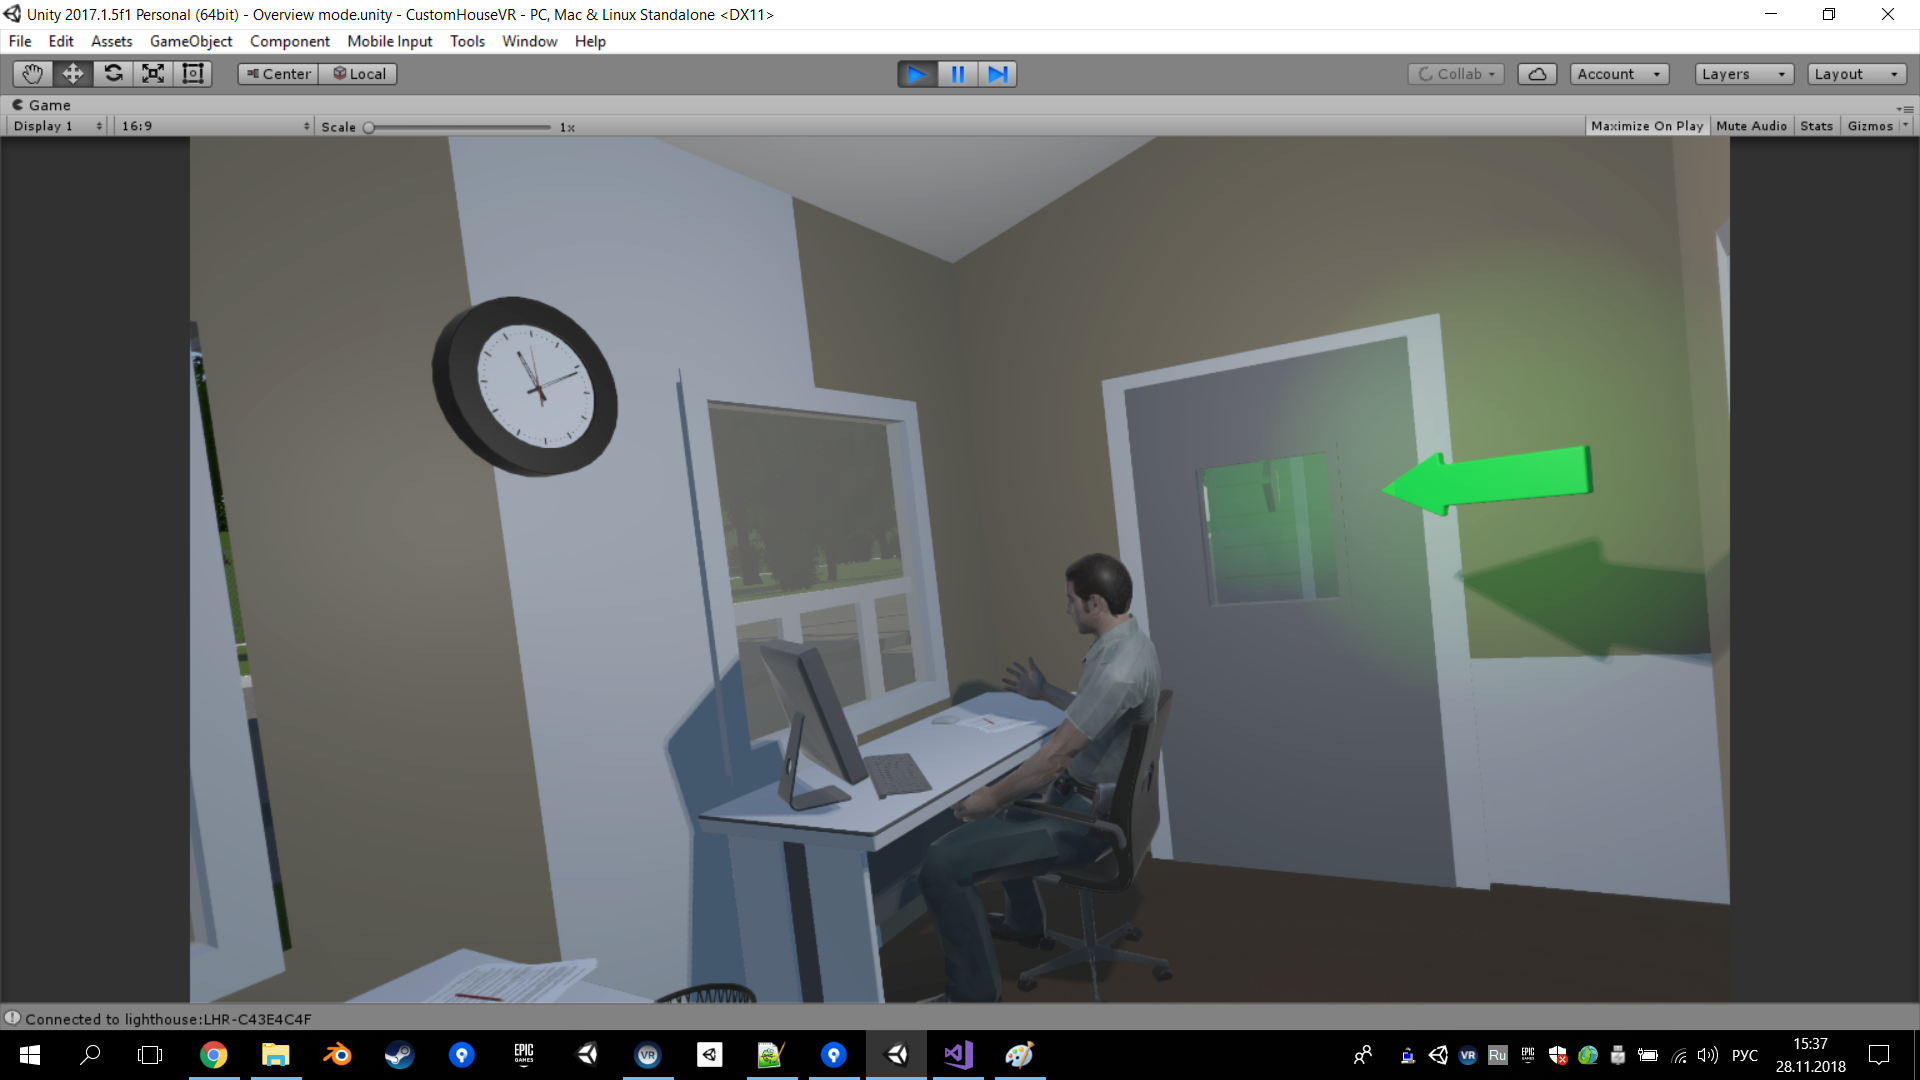 Unity 2017.1.5f1 Personal (64bit) - Overview mode.unity - CustomHouseVR - PC, Mac & Linux Standalone <DX11>
File Edit Assets GameObject Component Mobile Input Tools Window Help
Center Local Collab Account Layers Layout
Game
Display 1 16:9 Scale 1x Maximize On Play Mute Audio Stats Gizmos
Connected to lighthouse:LHR-C43E4C4F
EPIC GAMES VR VR Ru EPIC РУС 15:37
28.11.2018